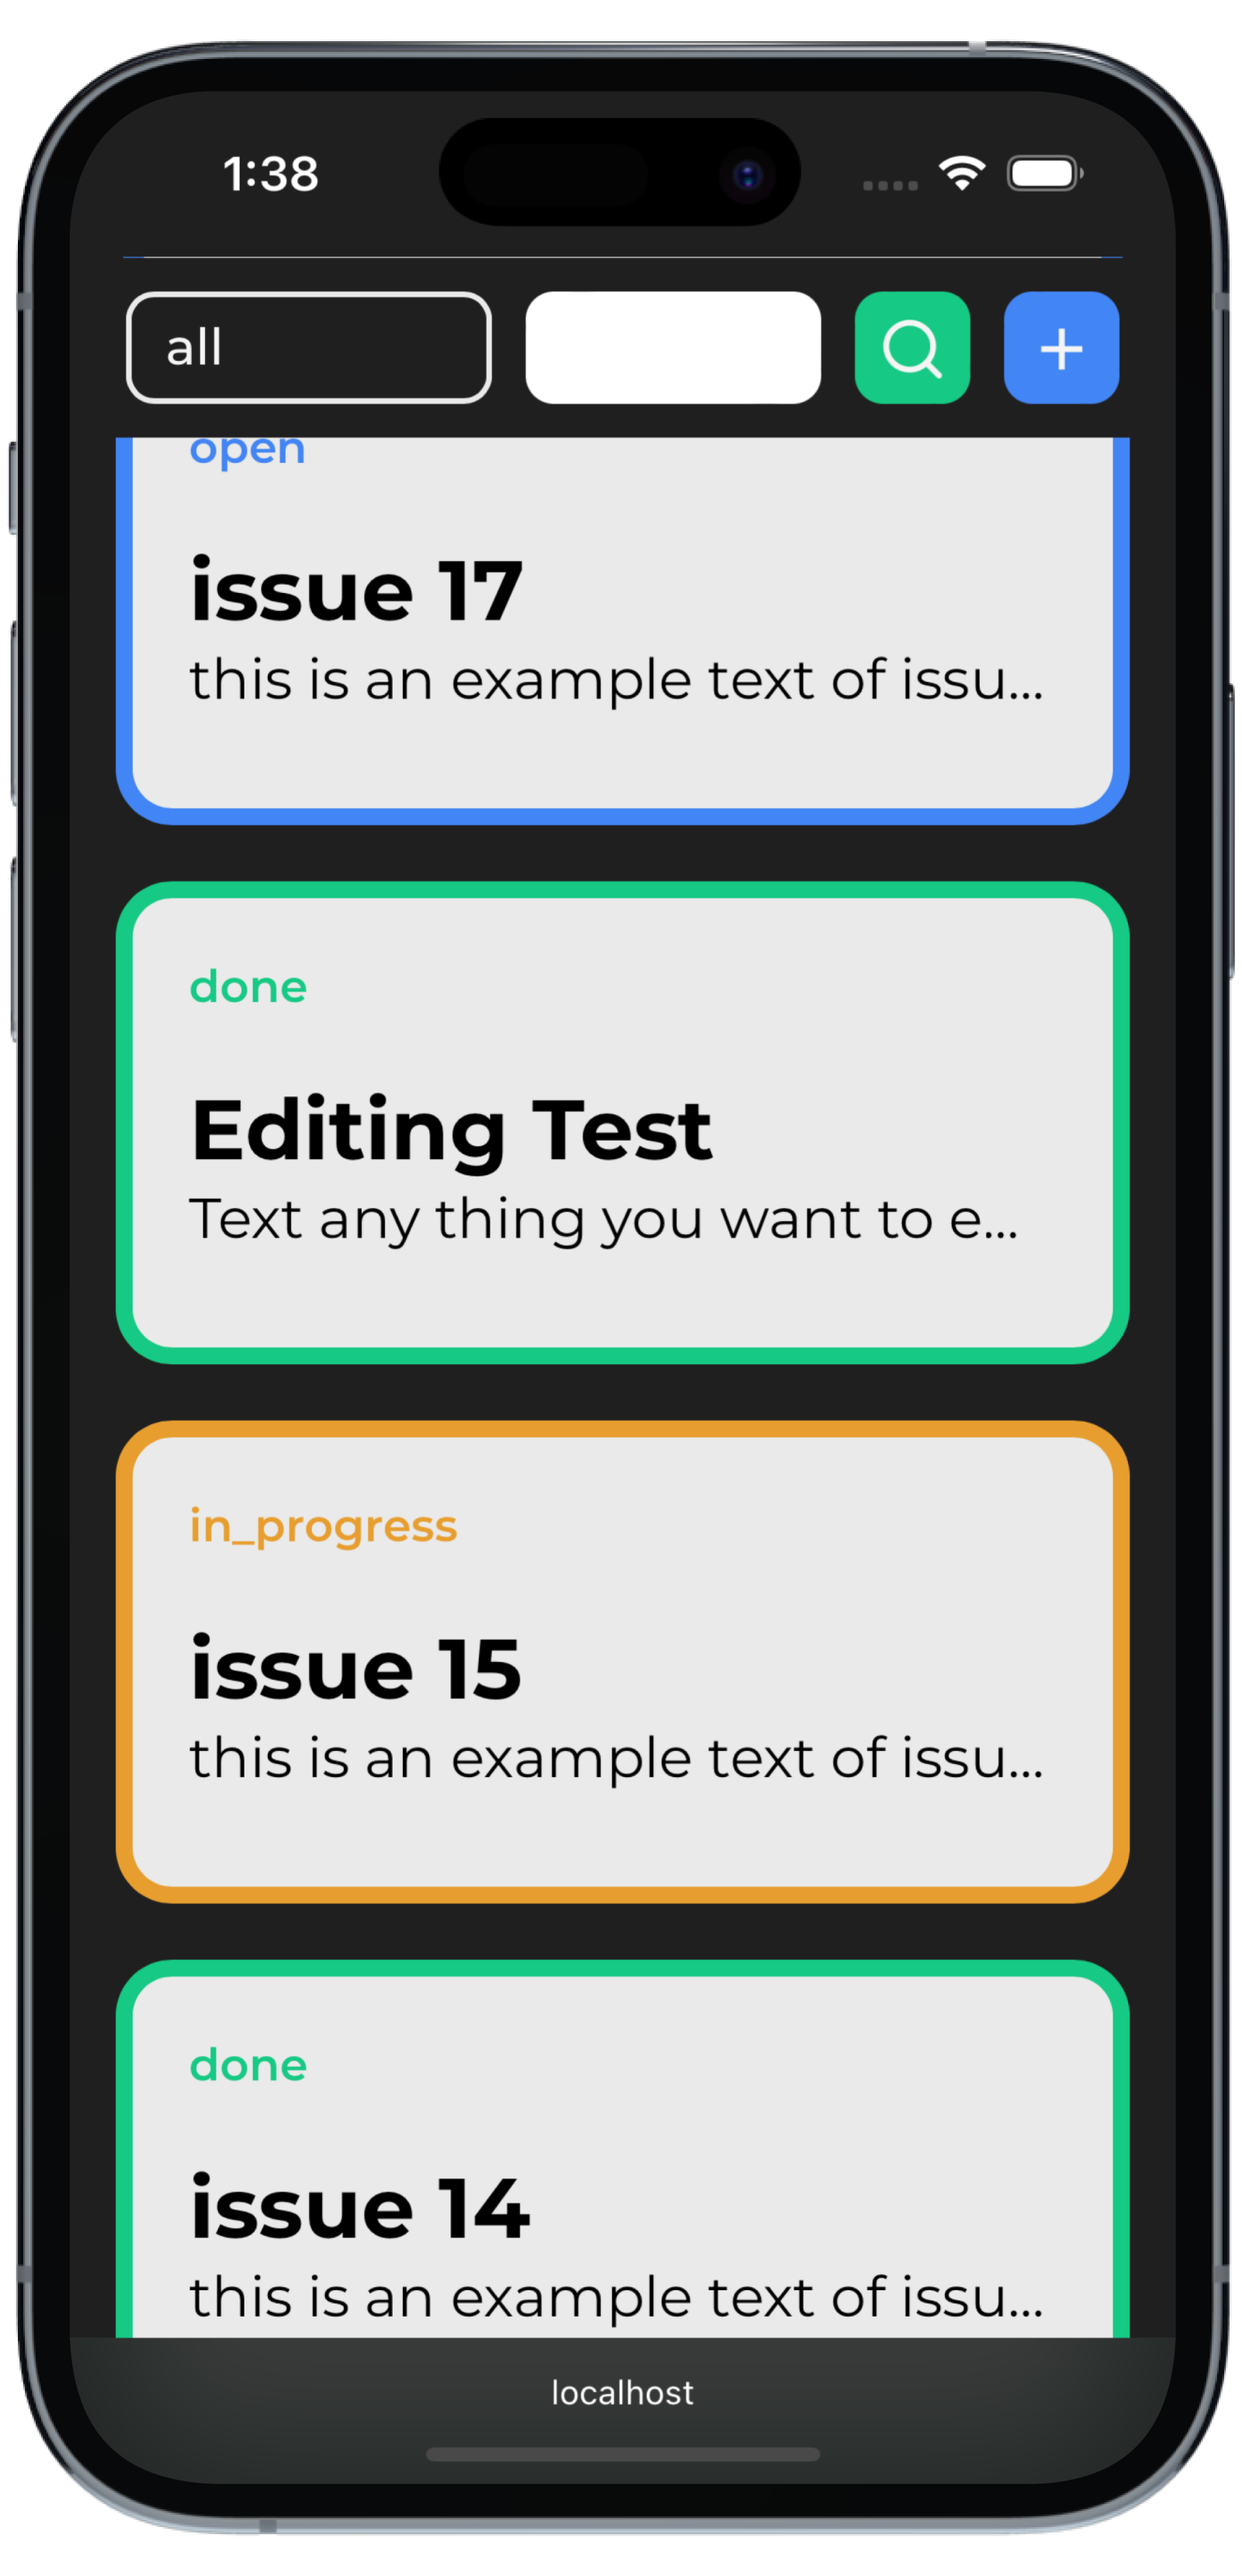 1:38
all
open
issue 17
this is an example text of issu...
done
Editing Test
Text any thing you want to e...
in_progress
issue 15
this is an example text of issu...
done
issue 14
this is an example text of issu...
localhost